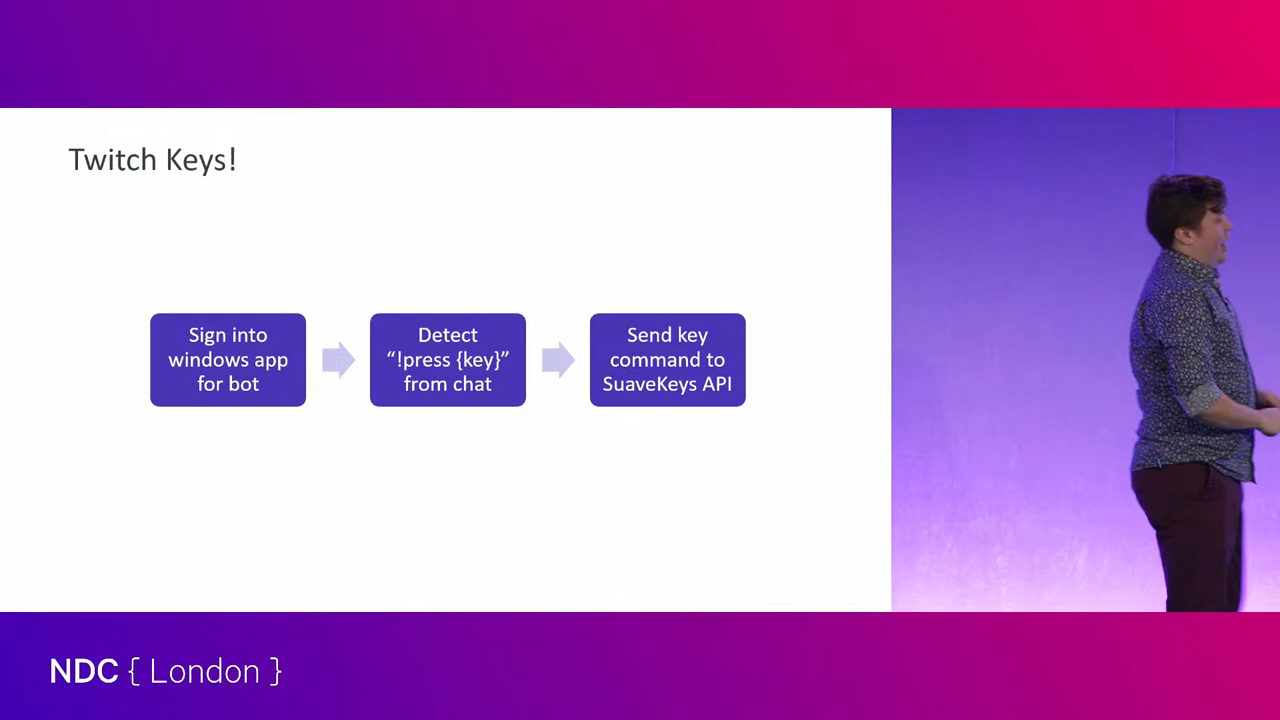 Twitch Keys!
Sign into
windows app
for bot
Detect
“!press {key}”
from chat
Send key
command to
SuaveKeys API
NDC { London }